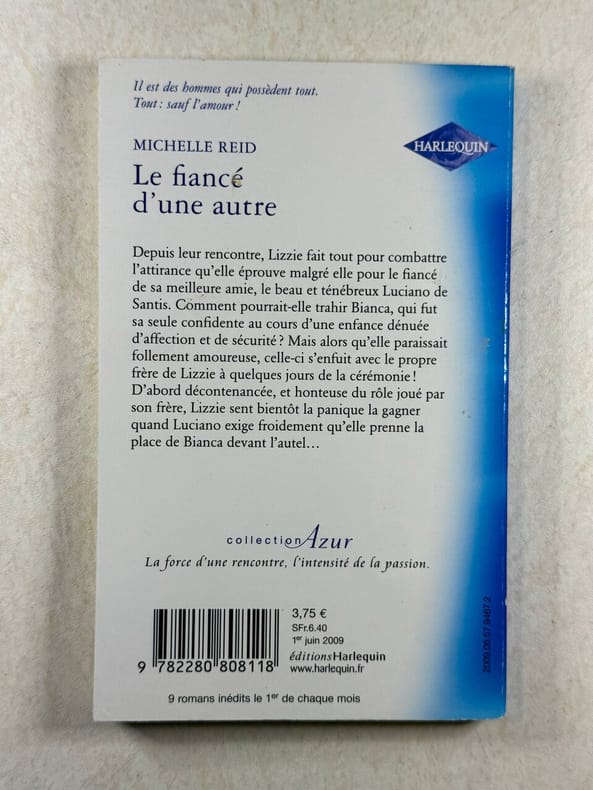 Il est des hommes qui possèdent tout.
Tout : sauf l'amour !
MICHELLE REID
HARLEQUIN
Le fiancé
d'une autre
Depuis leur rencontre, Lizzie fait tout pour combattre
l'attirance qu'elle éprouve malgré elle pour le fiancé
de sa meilleure amie, le beau et ténébreux Luciano de
Santis. Comment pourrait-elle trahir Bianca, qui fut
sa seule confidente au cours d'une enfance dénuée
d'affection et de sécurité ? Mais alors qu'elle paraissait
follement amoureuse, celle-ci s'enfuit avec le propre
frère de Lizzie à quelques jours de la cérémonie !
D'abord décontenancée, et honteuse du rôle joué par
son frère, Lizzie sent bientôt la panique la gagner
quand Luciano exige froidement qu'elle prenne la
place de Bianca devant l'autel…
collection Azur
La force d'une rencontre, l'intensité de la passion.
3,75 €
SFr.6.40
1er juin 2009
éditions Harlequin
www.harlequin.fr
9 782280 808118
9 romans inédits le 1er de chaque mois
2009.06.57.9467.2